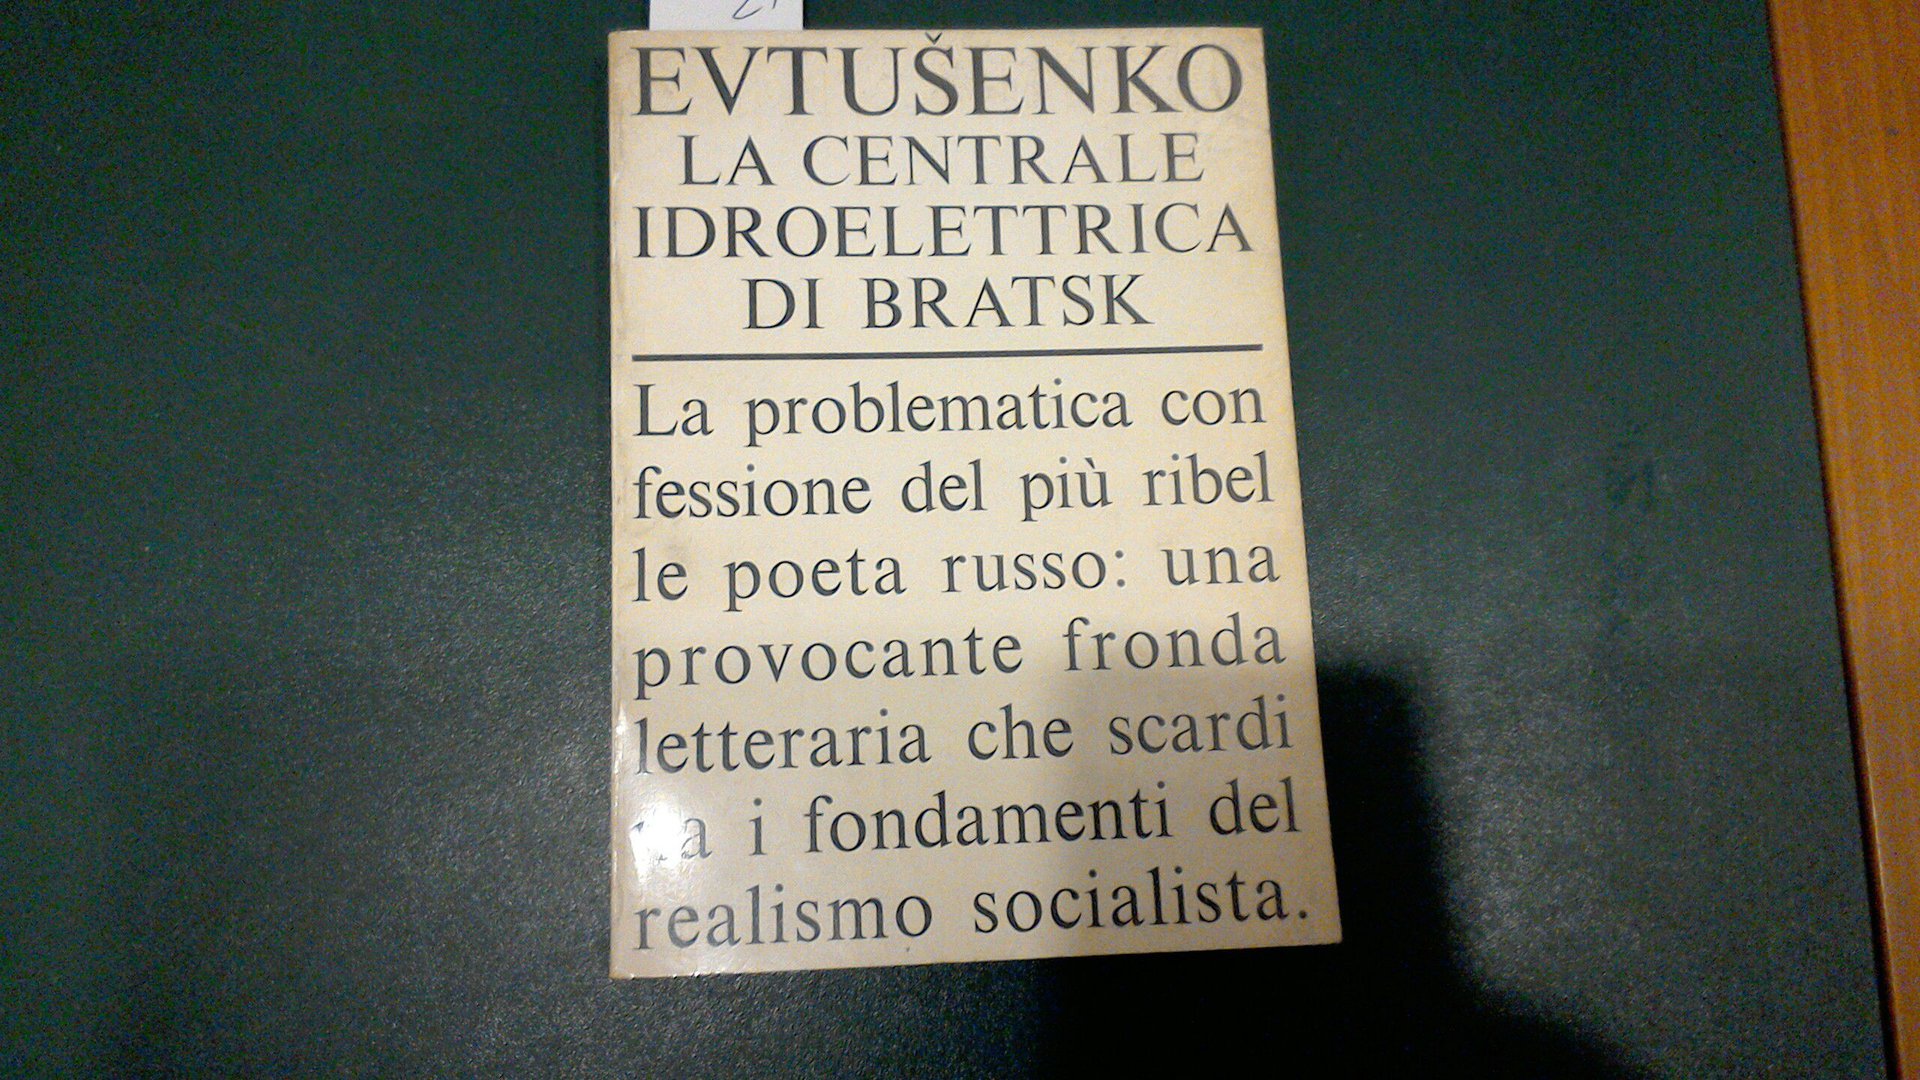 EVTUŠENKO
LA CENTRALE
IDROELETTRICA
DI BRATSK
La problematica con
fessione del più ribel
le poeta russo: una
provocante fronda
letteraria che scardi
na i fondamenti del
realismo socialista.